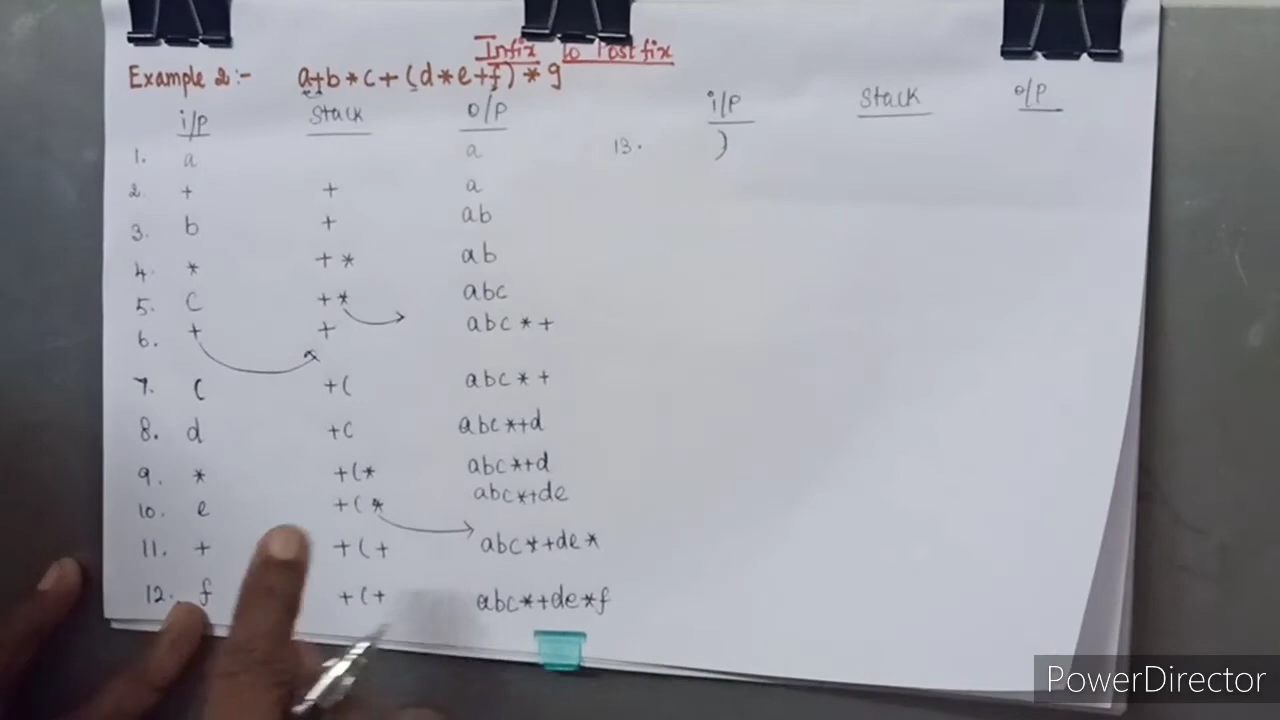 Infix to Postfix
Example 2:- a+b*c+(d*e+f)*g
i/p stack o/p
1. a a
2. + + a
3. b + ab
4. * +* ab
5. c +* abc
6. + + abc*+
7. ( +( abc*+
8. d +( abc*+d
9. * +(* abc*+d
10. e +(* abc*+de
11. + +(+ abc*+de*
12. f +(+ abc*+de*f
i/p stack o/p
13. )
PowerDirector